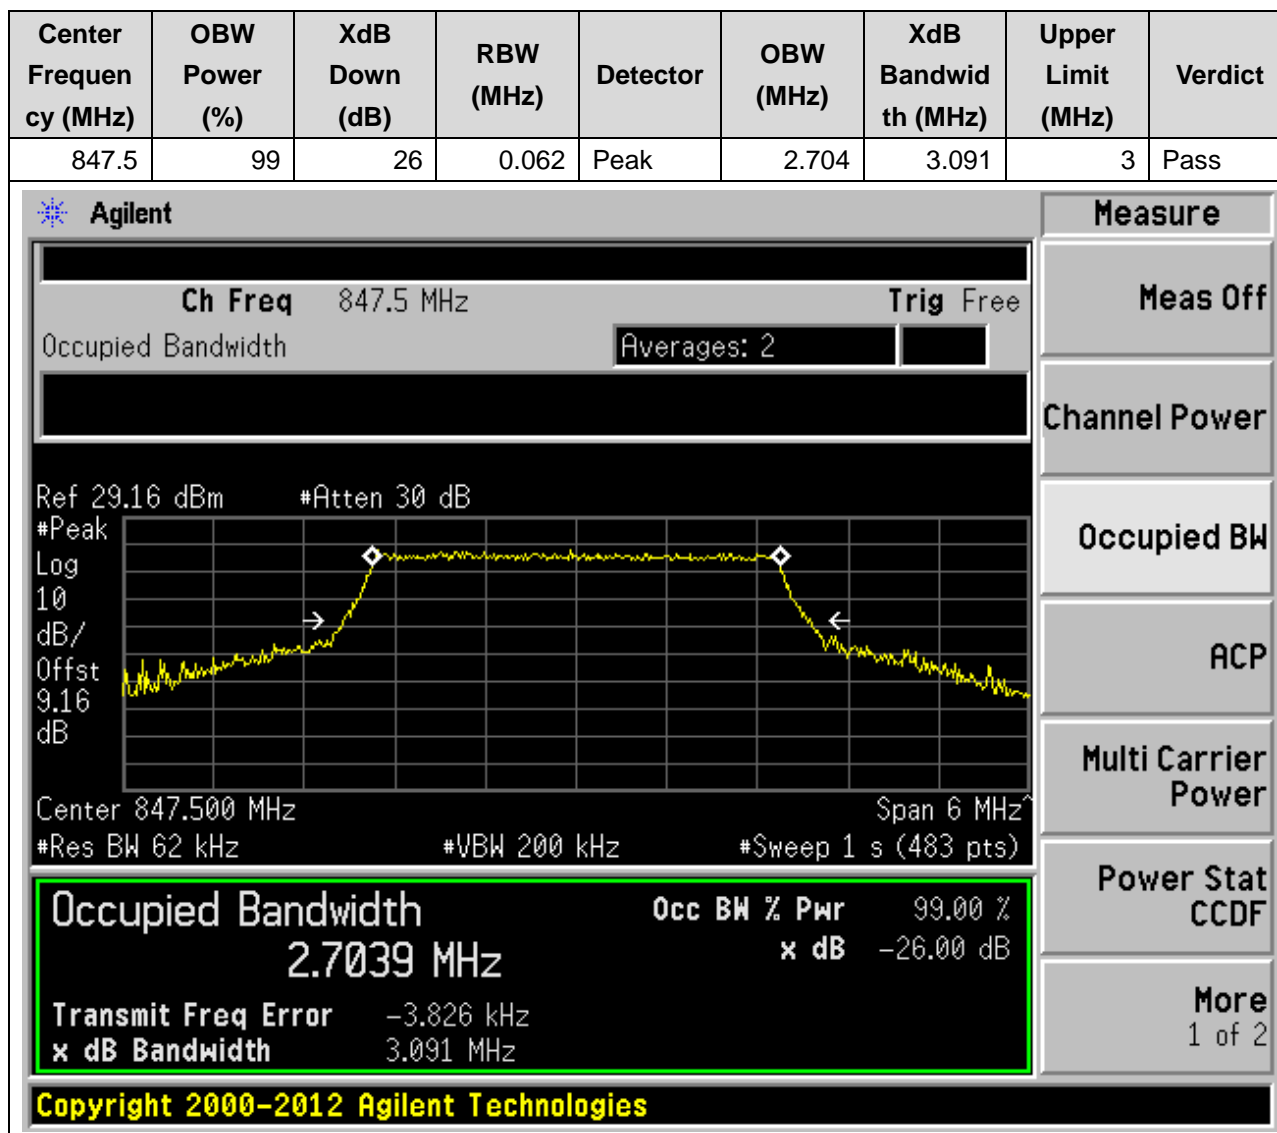 Center Frequen cy (MHz) OBW Power (%) XdB Down (dB) RBW (MHz) Detector OBW (MHz) XdB Bandwid th (MHz) Upper Limit (MHz) Verdict
847.5 99 26 0.062 Peak 2.704 3.091 3 Pass
Agilent
Ch Freq 847.5 MHz Trig Free
Occupied Bandwidth Averages: 2
Ref 29.16 dBm #Atten 30 dB
#Peak
Log
10
dB/
Offst
9.16
dB
Center 847.500 MHz Span 6 MHz^
#Res BW 62 kHz #VBW 200 kHz #Sweep 1 s (483 pts)
Occupied Bandwidth Occ BW % Pwr 99.00 %
2.7039 MHz x dB -26.00 dB
Transmit Freq Error -3.826 kHz
x dB Bandwidth 3.091 MHz
Copyright 2000-2012 Agilent Technologies
Measure
Meas Off
Channel Power
Occupied BW
ACP
Multi Carrier
Power
Power Stat
CCDF
More
1 of 2